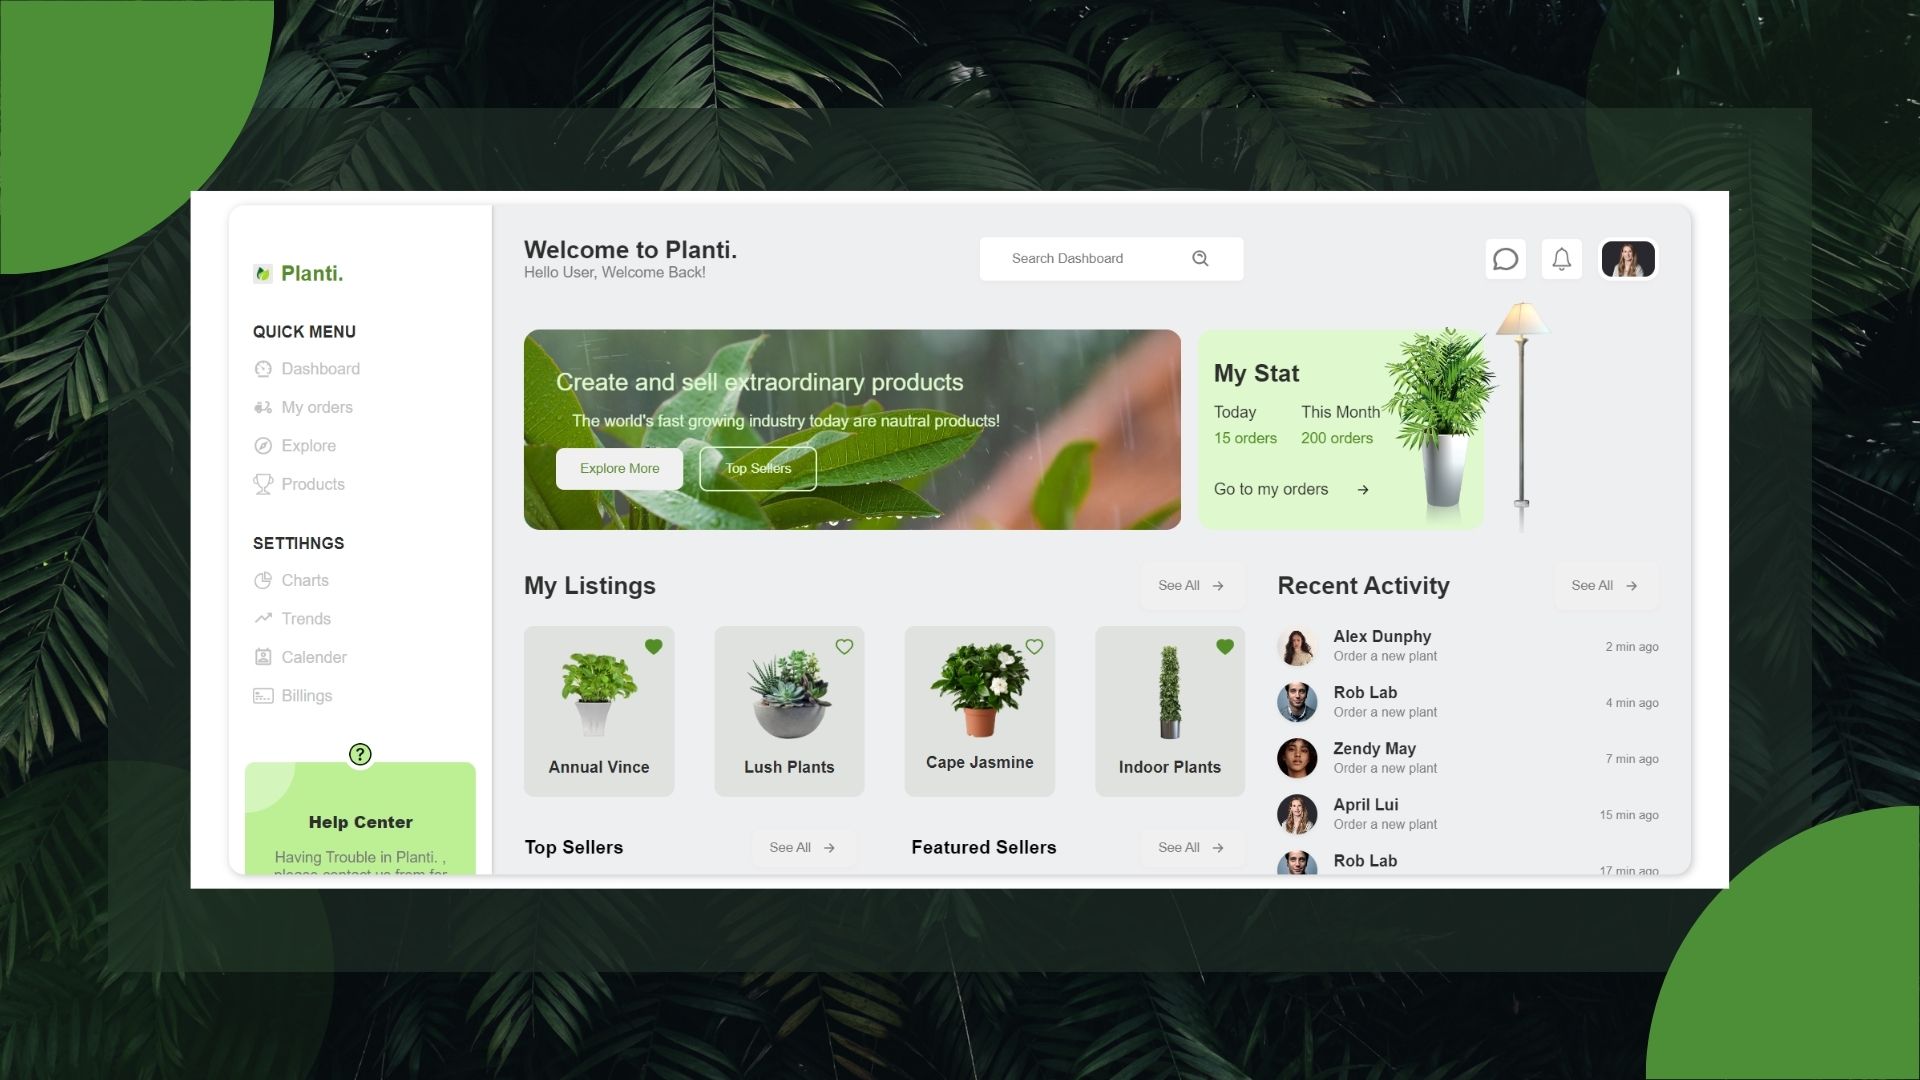 Planti.
QUICK MENU
Dashboard
My orders
Explore
Products
SETTIHNGS
Charts
Trends
Calender
Billings
?
Help Center
Having Trouble in Planti. ,
please contact us from for
Welcome to Planti.
Hello User, Welcome Back!
Search Dashboard
Create and sell extraordinary products
The world's fast growing industry today are nautral products!
Explore More
Top Sellers
My Stat
Today
This Month
15 orders
200 orders
Go to my orders
My Listings
See All
Annual Vince
Lush Plants
Cape Jasmine
Indoor Plants
Top Sellers
See All
Featured Sellers
See All
Recent Activity
See All
Alex Dunphy
Order a new plant
2 min ago
Rob Lab
Order a new plant
4 min ago
Zendy May
Order a new plant
7 min ago
April Lui
Order a new plant
15 min ago
Rob Lab
17 min ago